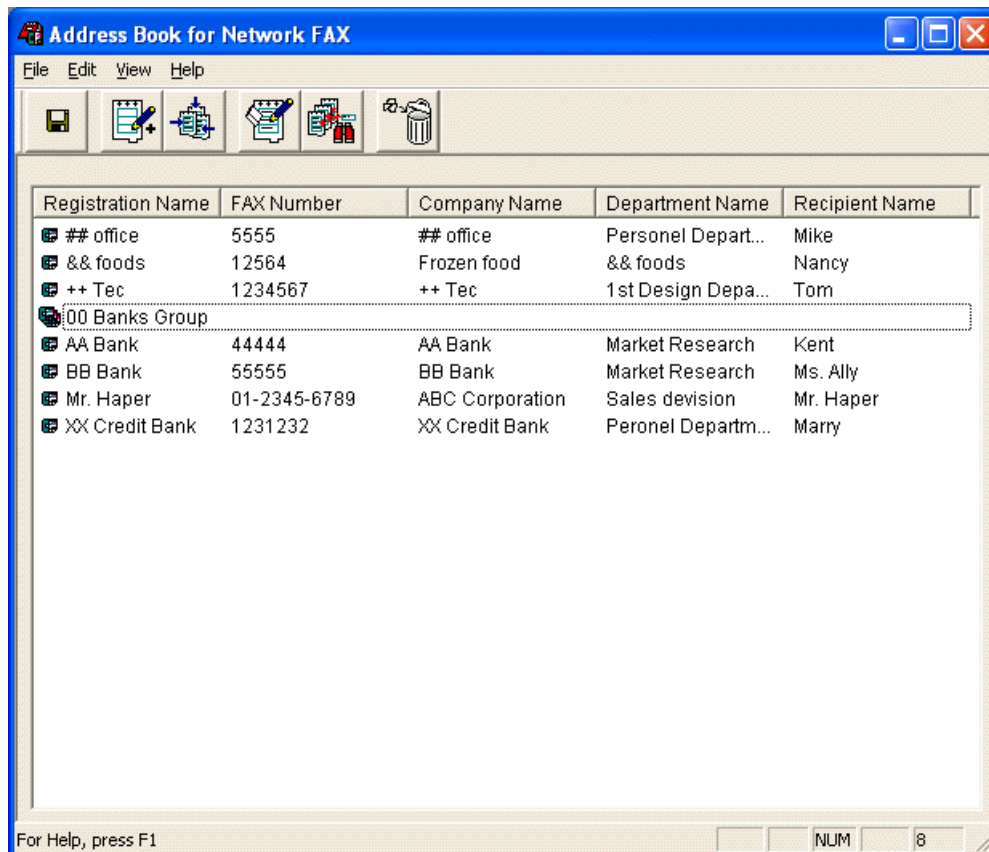 Address Book for Network FAX
File Edit View Help
Registration Name FAX Number Company Name Department Name Recipient Name
## office 5555 ## office Personel Depart... Mike
&& foods 12564 Frozen food && foods Nancy
++ Tec 1234567 ++ Tec 1st Design Depa... Tom
00 Banks Group
AA Bank 44444 AA Bank Market Research Kent
BB Bank 55555 BB Bank Market Research Ms. Ally
Mr. Haper 01-2345-6789 ABC Corporation Sales devision Mr. Haper
XX Credit Bank 1231232 XX Credit Bank Peronel Departm... Marry
For Help, press F1 NUM 8